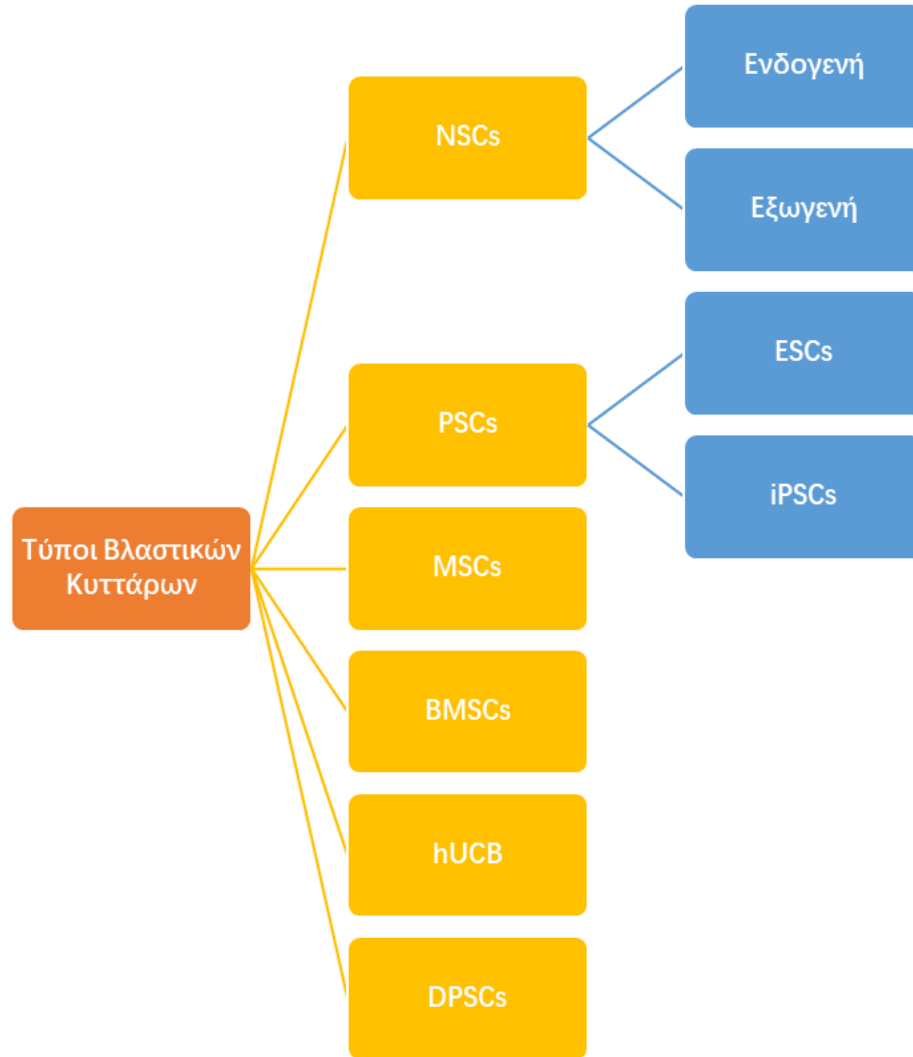 Τύποι Βλαστικών
Κυττάρων
NSCs
Ενδογενή
Εξωγενή
PSCs
ESCs
iPSCs
MSCs
BMSCs
hUCB
DPSCs